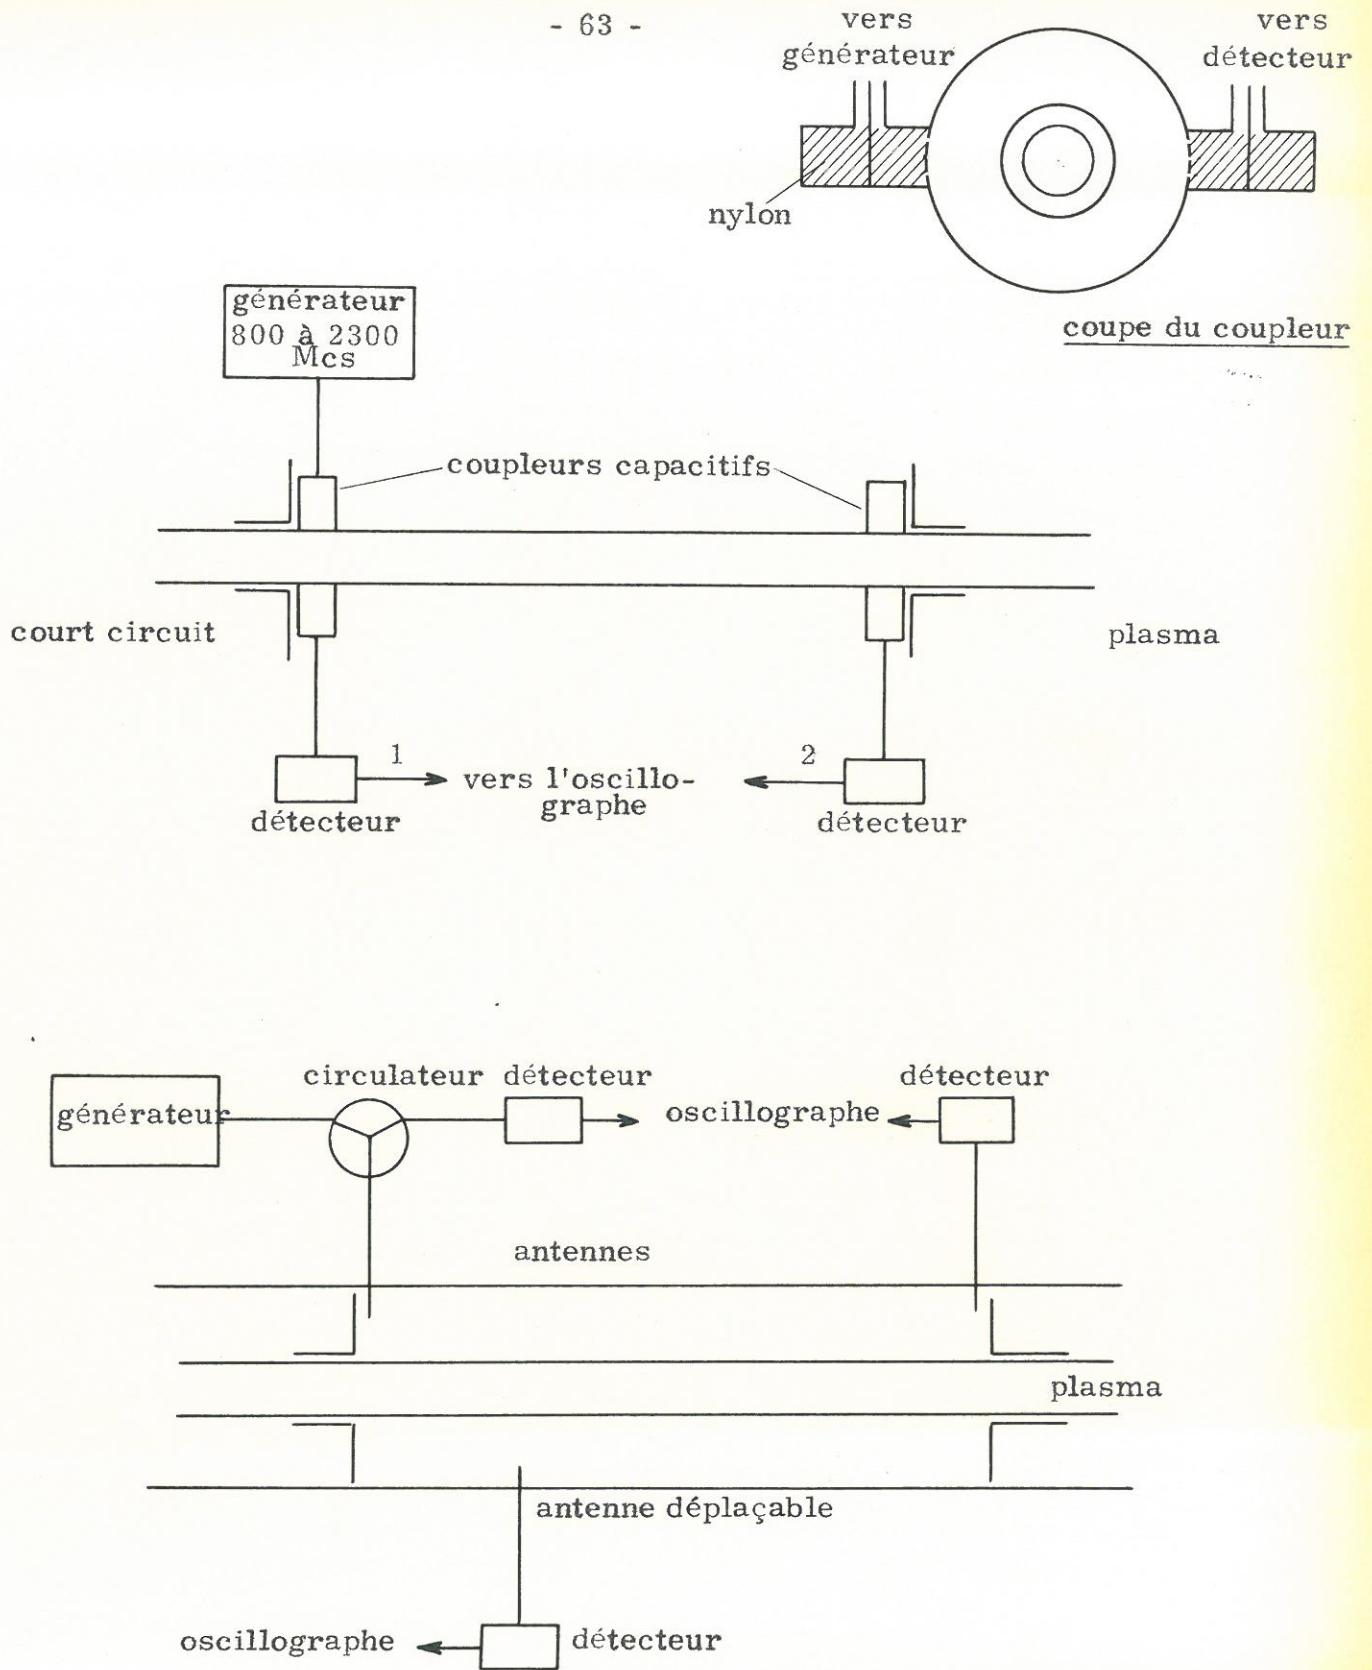 - 63 -
vers
générateur
vers
détecteur
nylon
coupe du coupleur
générateur
800 à 2300
Mcs
coupleurs capacitifs
court circuit
plasma
1
2
vers l'oscillo-
graphe
détecteur
détecteur
circulateur
détecteur
détecteur
générateur
oscillographe
antennes
plasma
antenne déplaçable
oscillographe
détecteur